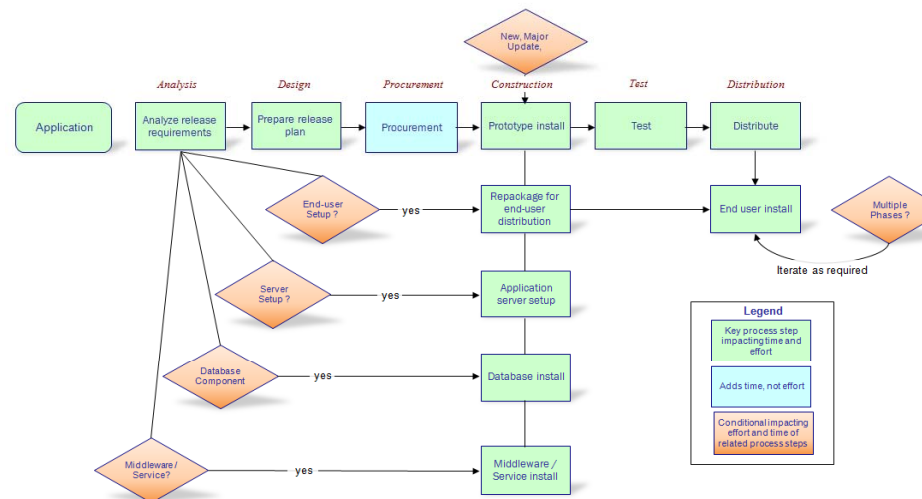 New, Major
Update,
Analysis
Design
Procurement
Construction
Test
Distribution
Application
Analyze release
requirements
Prepare release
plan
Procurement
Prototype install
Test
Distribute
End-user
Setup ?
yes
Repackage for
end-user
distribution
End user install
Multiple
Phases ?
Iterate as required
Server
Setup ?
yes
Application
server setup
Database
Component
yes
Database install
Middleware /
Service?
yes
Middleware /
Service install
Legend
Key process step
impacting time and
effort
Adds time, not effort
Conditional impacting
effort and time of
related process steps